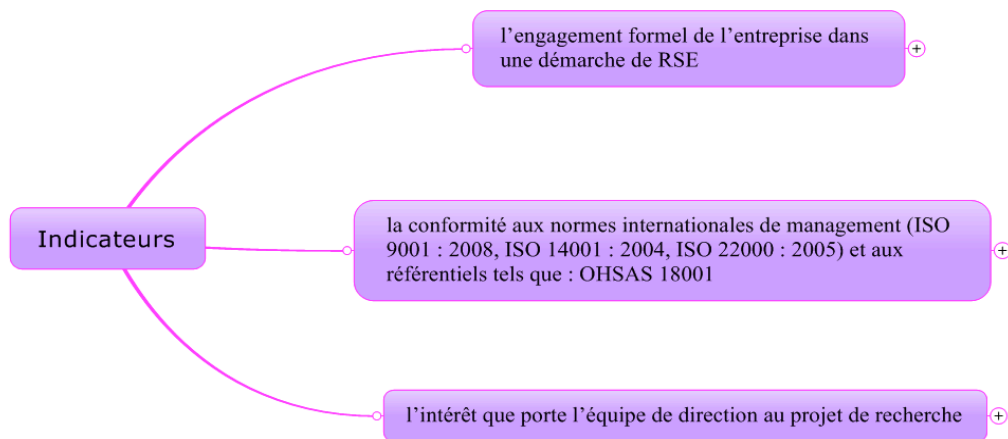 l’engagement formel de l’entreprise dans
une démarche de RSE
Indicateurs
la conformité aux normes internationales de management (ISO
9001 : 2008, ISO 14001 : 2004, ISO 22000 : 2005) et aux
référentiels tels que : OHSAS 18001
l’intérêt que porte l’équipe de direction au projet de recherche